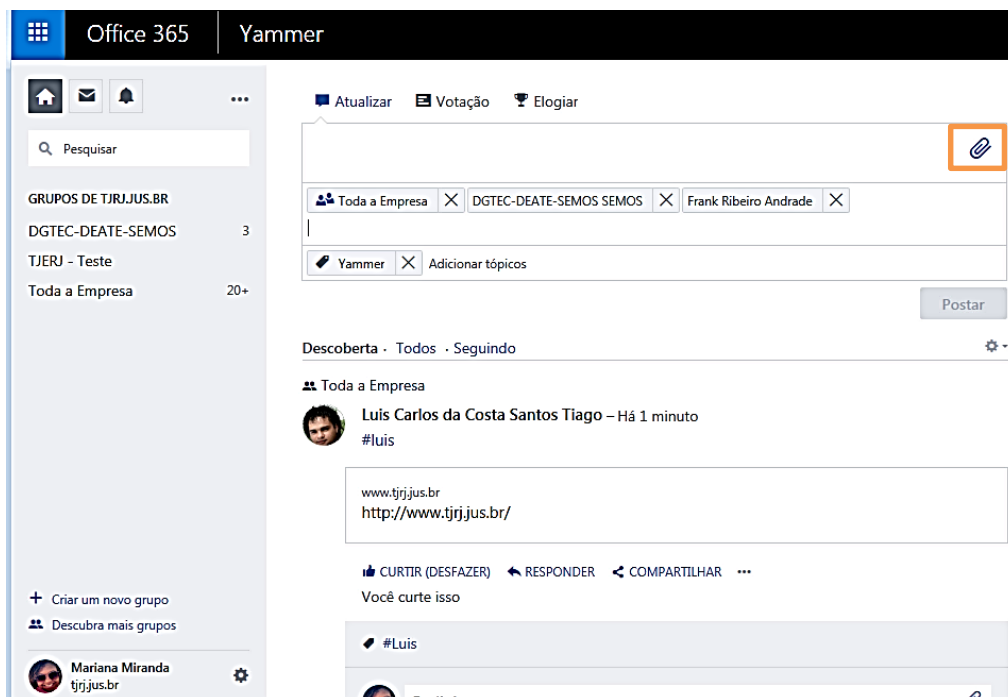 Office 365 Yammer
Pesquisar
GRUPOS DE TJRJ.JUS.BR
DGTEC-DEATE-SEMOS 3
TJERJ - Teste
Toda a Empresa 20+
+ Criar um novo grupo
Descubra mais grupos
Mariana Miranda
tjrj.jus.br
Atualizar Votação Elogiar
Toda a Empresa DGTEC-DEATE-SEMOS SEMOS Frank Ribeiro Andrade
Yammer Adicionar tópicos
Postar
Descoberta · Todos · Seguindo
Toda a Empresa
Luis Carlos da Costa Santos Tiago – Há 1 minuto
#luis
www.tjrj.jus.br
http://www.tjrj.jus.br/
CURTIR (DESFAZER) RESPONDER COMPARTILHAR •••
Você curte isso
#Luis